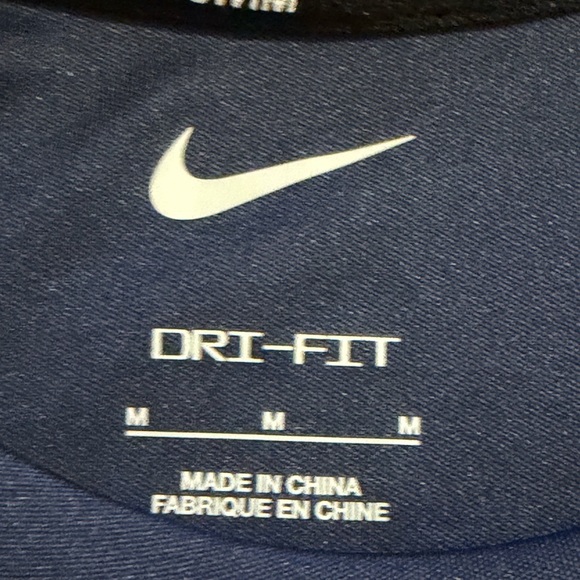 DRI-FIT
M M M
MADE IN CHINA
FABRIQUE EN CHINE